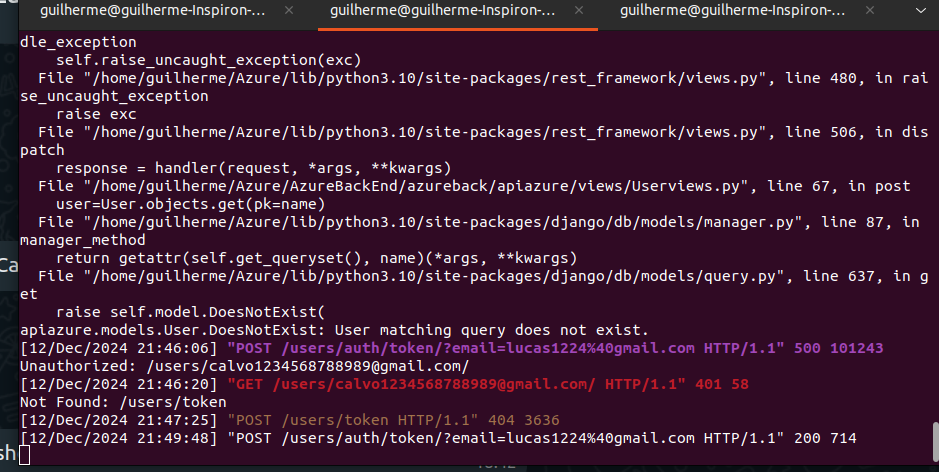 guilherme@guilherme-Inspiron-... × guilherme@guilherme-Inspiron-... × guilherme@guilherme-Inspiron-... ×
dle_exception
    self.raise_uncaught_exception(exc)
  File "/home/guilherme/Azure/lib/python3.10/site-packages/rest_framework/views.py", line 480, in rai
se_uncaught_exception
    raise exc
  File "/home/guilherme/Azure/lib/python3.10/site-packages/rest_framework/views.py", line 506, in dis
patch
    response = handler(request, *args, **kwargs)
  File "/home/guilherme/Azure/AzureBackEnd/azureback/apiazure/views/Userviews.py", line 67, in post
    user=User.objects.get(pk=name)
  File "/home/guilherme/Azure/lib/python3.10/site-packages/django/db/models/manager.py", line 87, in
manager_method
    return getattr(self.get_queryset(), name)(*args, **kwargs)
  File "/home/guilherme/Azure/lib/python3.10/site-packages/django/db/models/query.py", line 637, in g
et
    raise self.model.DoesNotExist(
apiazure.models.User.DoesNotExist: User matching query does not exist.
[12/Dec/2024 21:46:06] "POST /users/auth/token/?email=lucas1224%40gmail.com HTTP/1.1" 500 101243
Unauthorized: /users/calvo1234568788989@gmail.com/
[12/Dec/2024 21:46:20] "GET /users/calvo1234568788989@gmail.com/ HTTP/1.1" 401 58
Not Found: /users/token
[12/Dec/2024 21:47:25] "POST /users/token HTTP/1.1" 404 3636
[12/Dec/2024 21:49:48] "POST /users/auth/token/?email=lucas1224%40gmail.com HTTP/1.1" 200 714